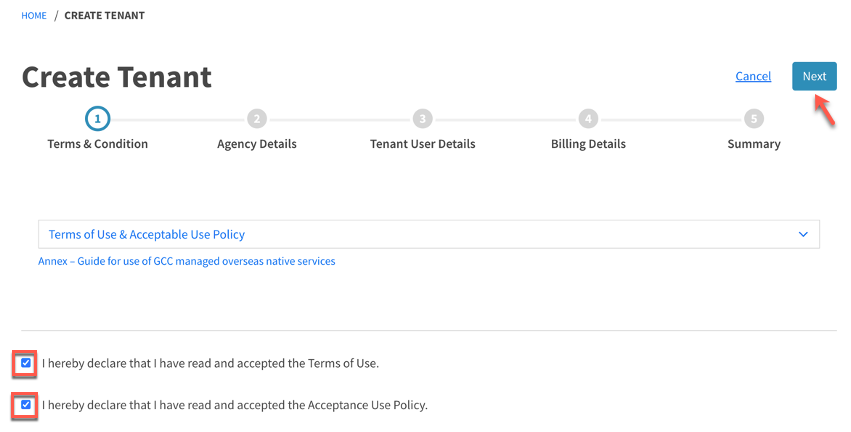 HOME / CREATE TENANT
Create Tenant
Cancel
Next
1
2
3
4
5
Terms & Condition
Agency Details
Tenant User Details
Billing Details
Summary
Terms of Use & Acceptable Use Policy
Annex – Guide for use of GCC managed overseas native services
I hereby declare that I have read and accepted the Terms of Use.
I hereby declare that I have read and accepted the Acceptance Use Policy.